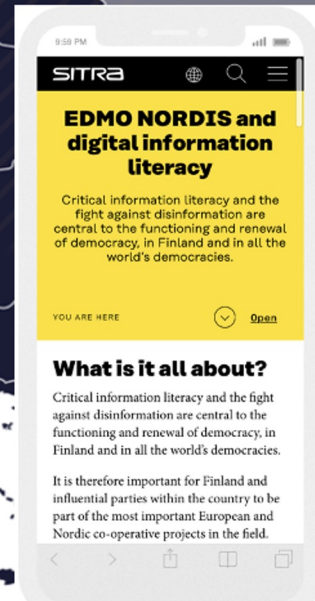 9:59 PM
SITRA
EDMO NORDIS and
digital information
literacy
Critical information literacy and the
fight against disinformation are
central to the functioning and renewal
of democracy, in Finland and in all the
world's democracies.
YOU ARE HERE
Open
What is it all about?
Critical information literacy and the fight
against disinformation are central to the
functioning and renewal of democracy, in
Finland and in all the world's democracies.
It is therefore important for Finland and
influential parties within the country to be
part of the most important European and
Nordic co-operative projects in the field.